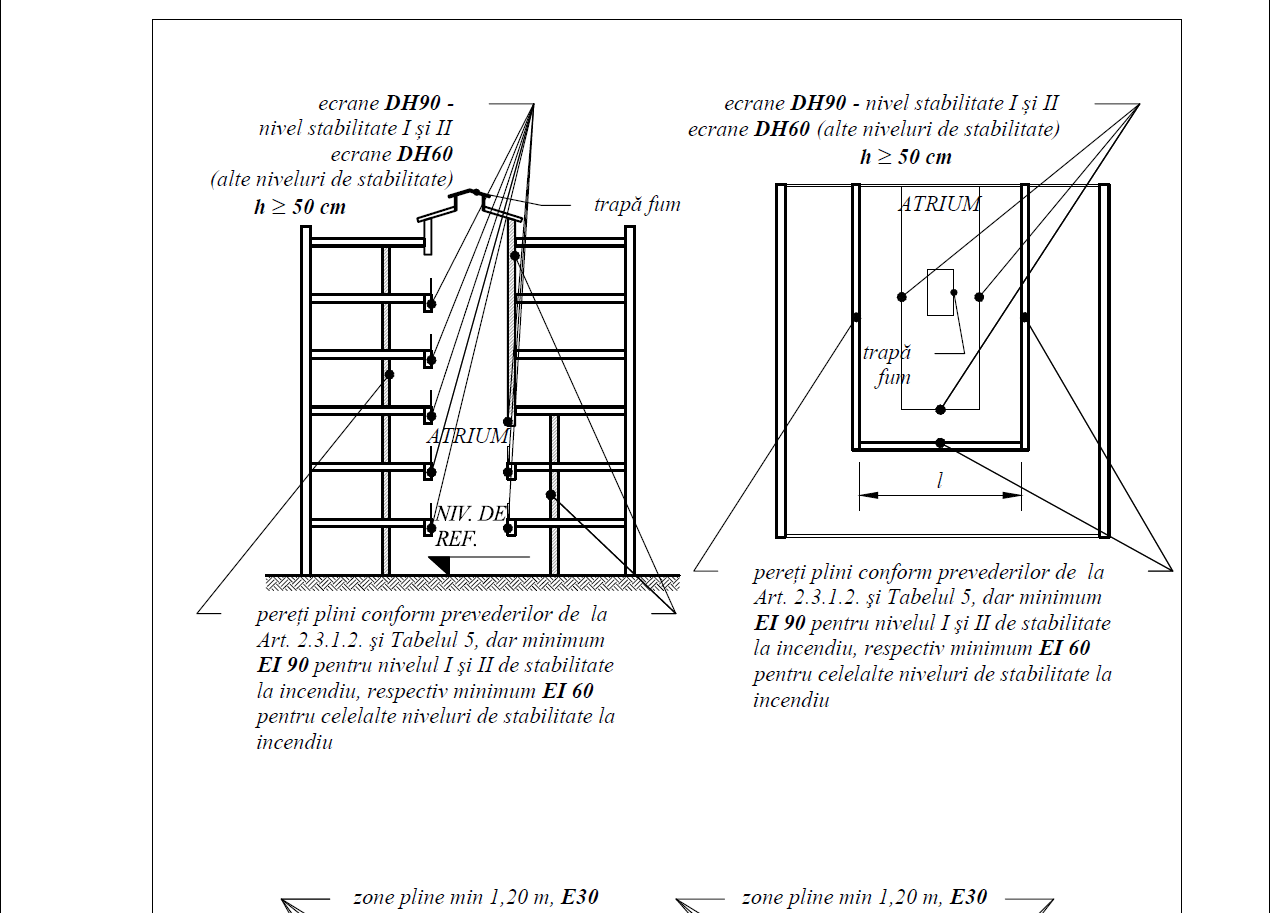 ecrane DH90 -
nivel stabilitate I și II
ecrane DH60
(alte niveluri de stabilitate)
h ≥ 50 cm
trapă fum
ATRIUM
NIV. DE
REF.
pereți plini conform prevederilor de la
Art. 2.3.1.2. şi Tabelul 5, dar minimum
EI 90 pentru nivelul I şi II de stabilitate
la incendiu, respectiv minimum EI 60
pentru celelalte niveluri de stabilitate la
incendiu
ecrane DH90 - nivel stabilitate I și II
ecrane DH60 (alte niveluri de stabilitate)
h ≥ 50 cm
ATRIUM
trapă
fum
l
pereți plini conform prevederilor de la
Art. 2.3.1.2. şi Tabelul 5, dar minimum
EI 90 pentru nivelul I şi II de stabilitate
la incendiu, respectiv minimum EI 60
pentru celelalte niveluri de stabilitate la
incendiu
zone pline min 1,20 m, E30
zone pline min 1,20 m, E30